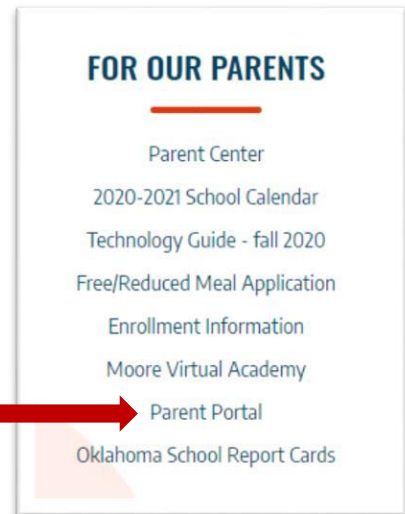 FOR OUR PARENTS
Parent Center
2020-2021 School Calendar
Technology Guide - fall 2020
Free/Reduced Meal Application
Enrollment Information
Moore Virtual Academy
Parent Portal
Oklahoma School Report Cards